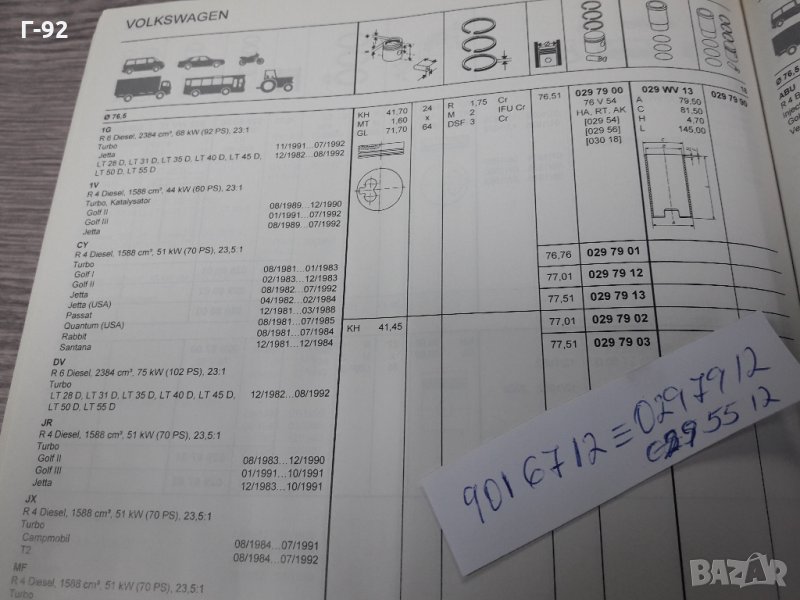 Г-92
VOLKSWAGEN
Ø 76,5
1G
R 6 Diesel, 2384 cm³, 68 kW (92 PS), 23:1
Turbo
Jetta 11/1991...07/1992
LT 28 D, LT 31 D, LT 35 D, LT 40 D, LT 45 D, 12/1982...08/1992
LT 50 D, LT 55 D
KH 41,70
MT 1,60
GL 71,70
24
x
64
R 1,75 Cr
M 2 IFU Cr
DSF 3 Cr
76,51
029 79 00
76 V 54
HA, RT, AK
[029 54]
[029 56]
[030 18]
029 WV 13
A 79,50
C 81,50
H 4,70
L 145,00
029 79 90
1V
R 4 Diesel, 1588 cm³, 44 kW (60 PS), 23:1
Turbo, Katalysator
Golf II 08/1989...12/1990
Golf III 01/1991...07/1992
Jetta 08/1989...07/1992
CY
R 4 Diesel, 1588 cm³, 51 kW (70 PS), 23,5:1
Turbo
Golf I 08/1981...01/1983
Golf II 02/1983...12/1983
Jetta 08/1981...07/1992
Jetta (USA) 04/1982...02/1984
Passat 12/1981...03/1988
Quantum (USA) 08/1981...07/1985
Rabbit 08/1981...07/1984
Santana 12/1981...12/1984
76,76 029 79 01
77,01 029 79 12
77,51 029 79 13
KH 41,45
77,01 029 79 02
77,51 029 79 03
DV
R 6 Diesel, 2384 cm³, 75 kW (102 PS), 23:1
Turbo
LT 28 D, LT 31 D, LT 35 D, LT 40 D, LT 45 D, 12/1982...08/1992
LT 50 D, LT 55 D
JR
R 4 Diesel, 1588 cm³, 51 kW (70 PS), 23,5:1
Turbo
Golf II 08/1983...12/1990
Golf III 01/1991...10/1991
Jetta 12/1983...10/1991
JX
R 4 Diesel, 1588 cm³, 51 kW (70 PS), 23,5:1
Turbo
Campmobil 08/1984...07/1991
T2 08/1984...07/1992
MF
R 4 Diesel, 1588 cm³, 51 kW (70 PS), 23,5:1
Turbo
9016712 ≡ 0297912
5512
Ø 76,5
ABU
R 4 B
BAZAR